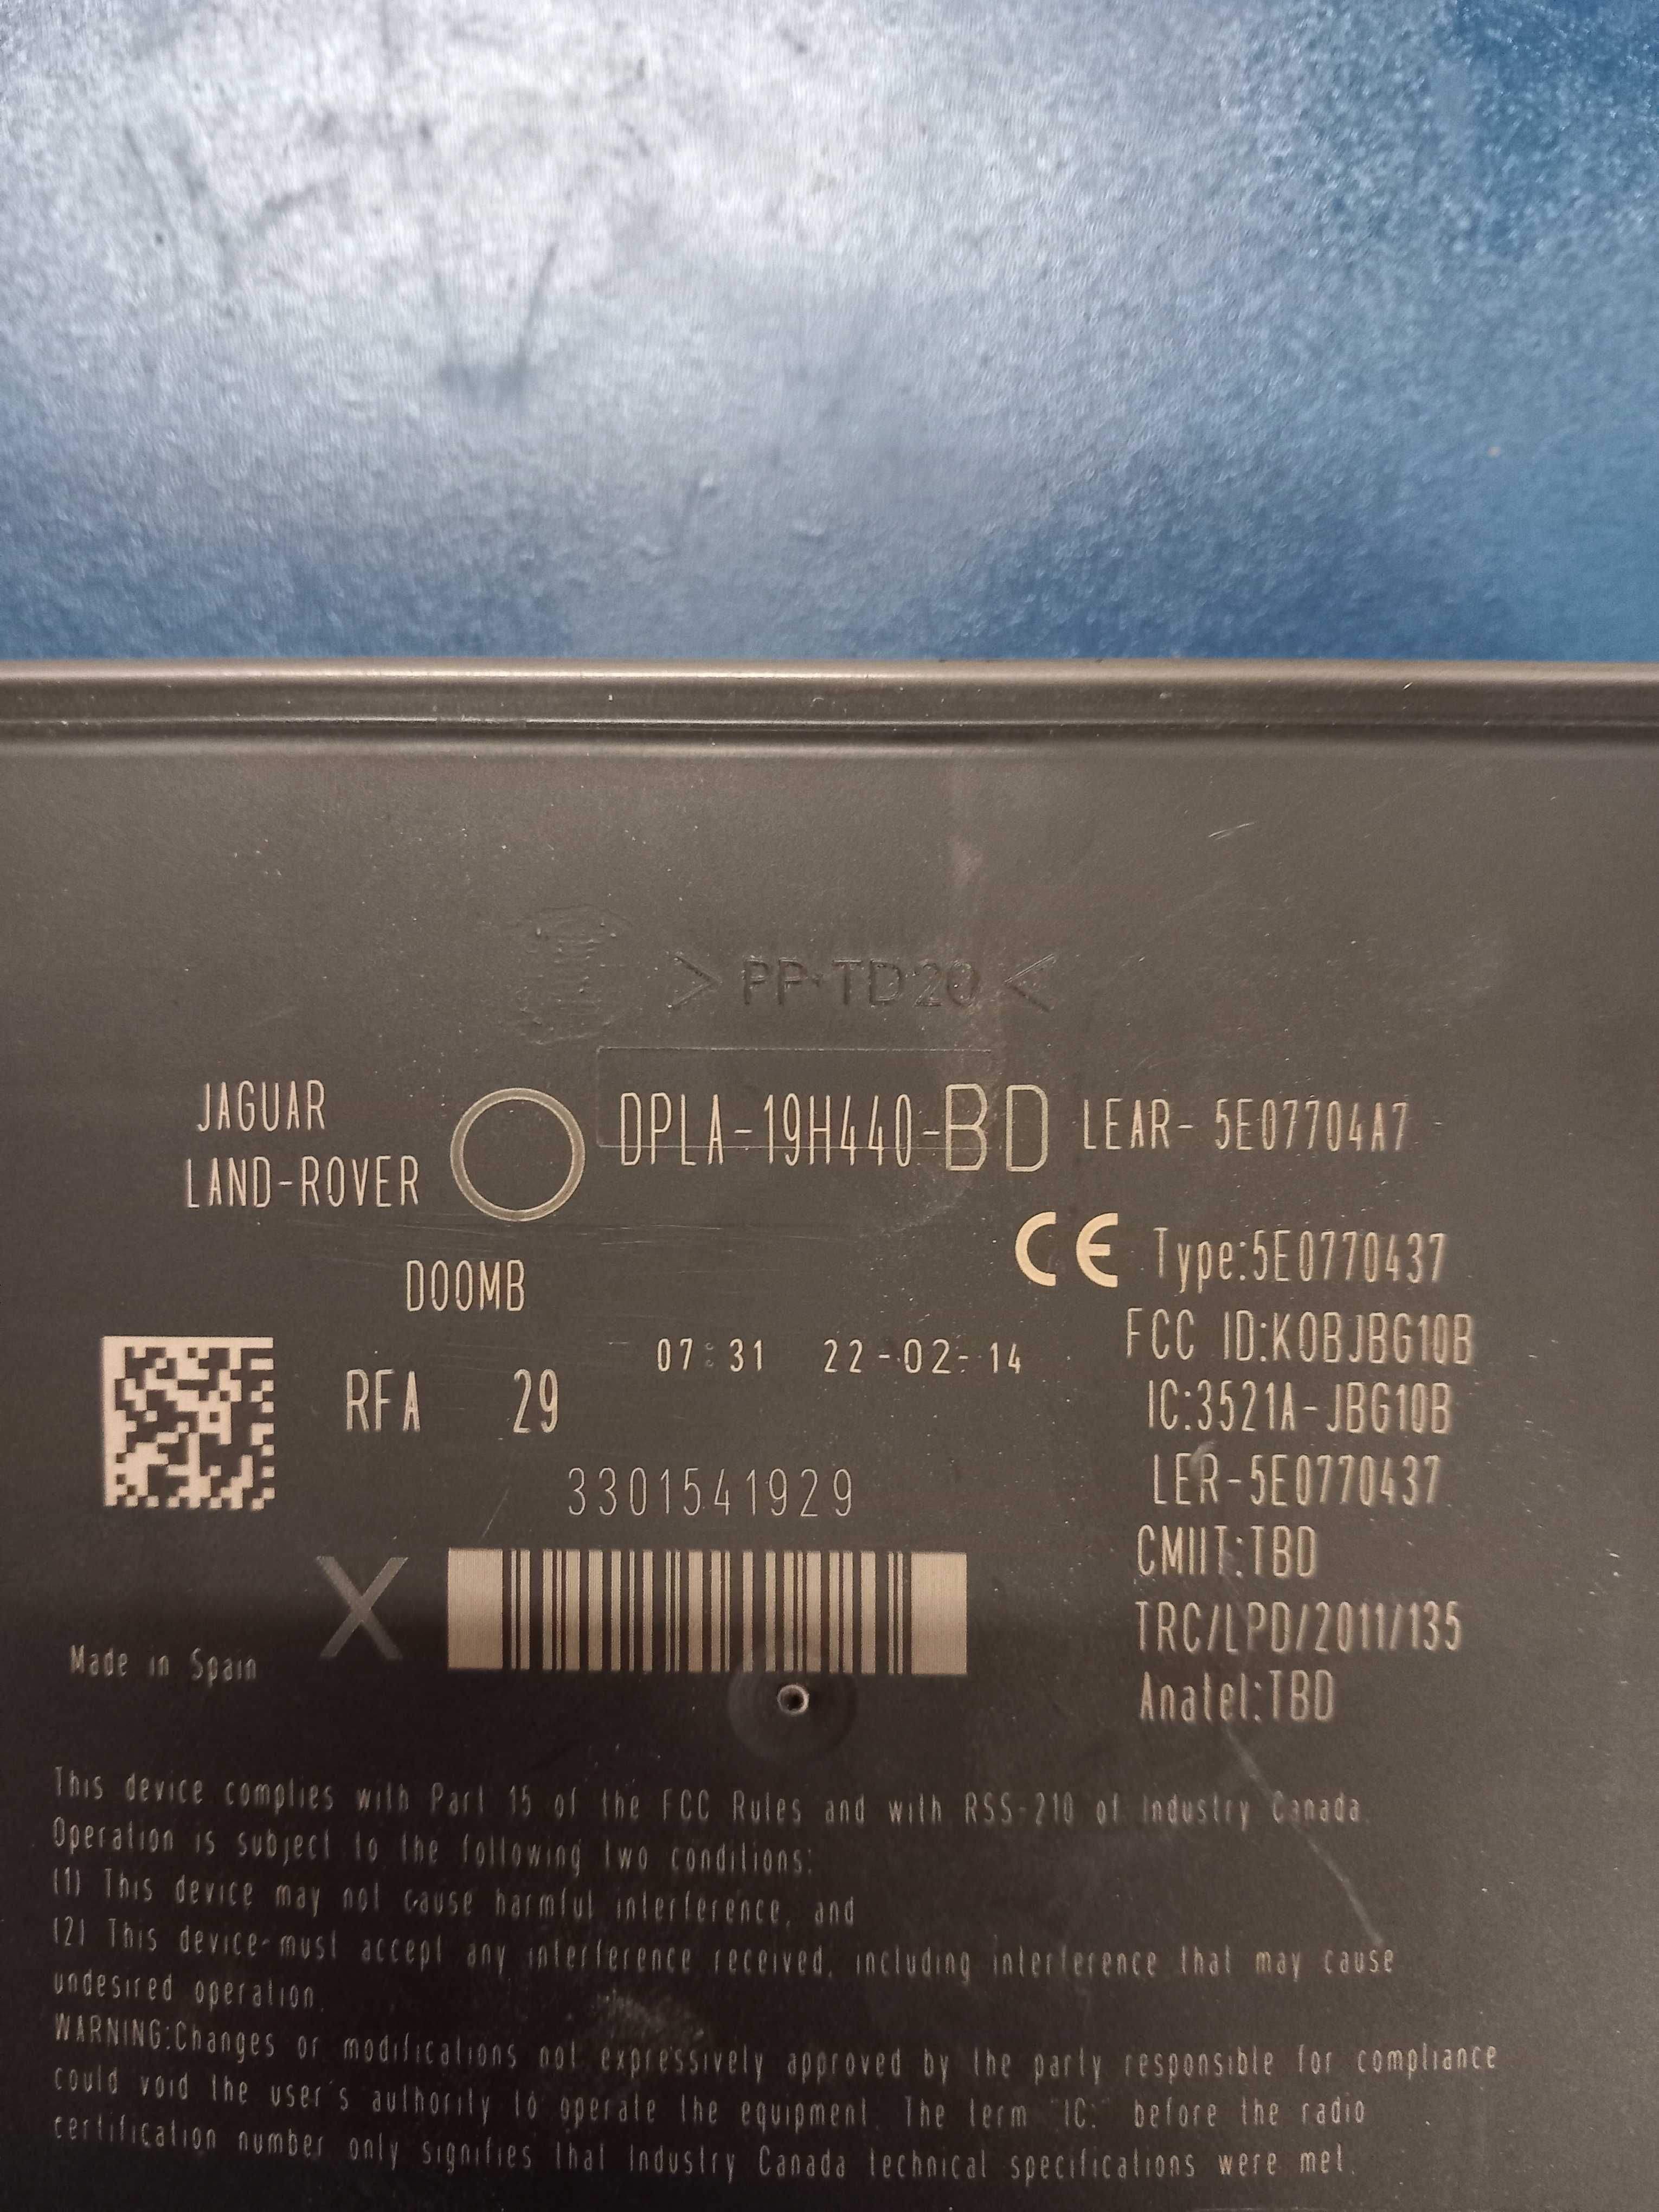 > PP-TD20 <
JAGUAR
LAND-ROVER
DPLA-19H440-BD
LEAR- 5E07704A7
CE
Type:5E0770437
DOOMB
FCC ID:KOBJBG10B
07:31 22-02-14
RFA 29
IC:3521A-JBG10B
3301541929
LER-5E0770437
X
CMIIT:TBD
TRC/LPD/2011/135
Made in Spain
Anatel:TBD
This device complies with Part 15 of the FCC Rules and with RSS-210 of Industry Canada.
Operation is subject to the following two conditions:
(1) This device may not cause harmful interference, and
(2) This device must accept any interference received, including interference that may cause
undesired operation.
WARNING:Changes or modifications not expressively approved by the party responsible for compliance
could void the user's authority to operate the equipment. The term "IC:" before the radio
certification number only signifies that Industry Canada technical specifications were met.